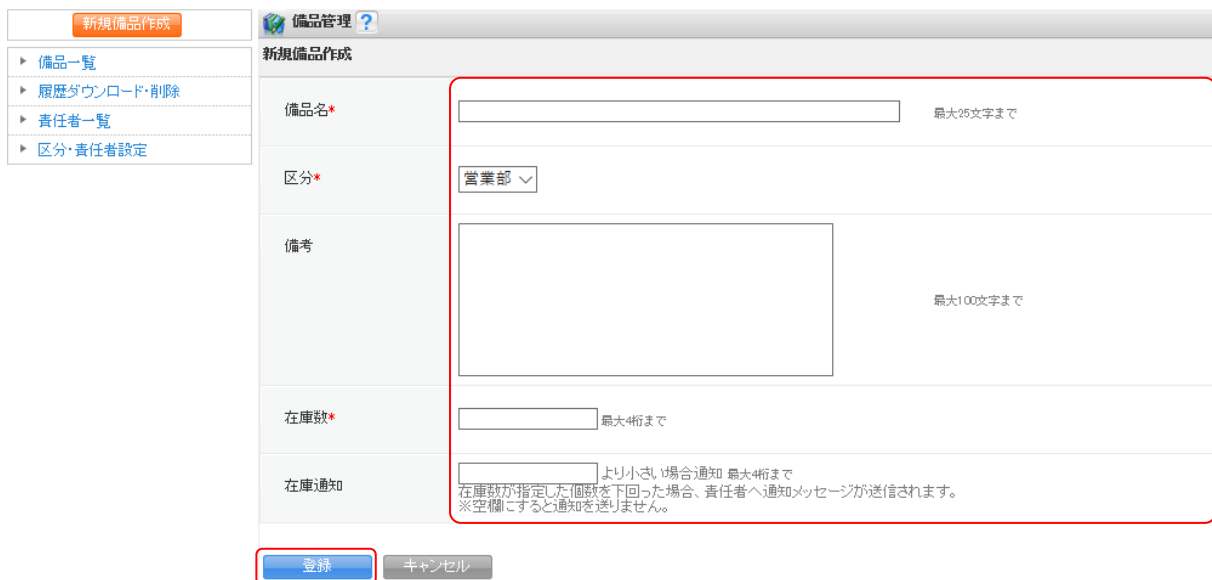 新規備品作成
備品一覧
履歴ダウンロード・削除
責任者一覧
区分・責任者設定
備品管理 ?
新規備品作成
備品名*
最大25文字まで
区分*
営業部
備考
最大100文字まで
在庫数*
最大4桁まで
在庫通知
より小さい場合通知 最大4桁まで
在庫数が指定した個数を下回った場合、責任者へ通知メッセージが送信されます。
※空欄にすると通知を送りません。
登録
キャンセル